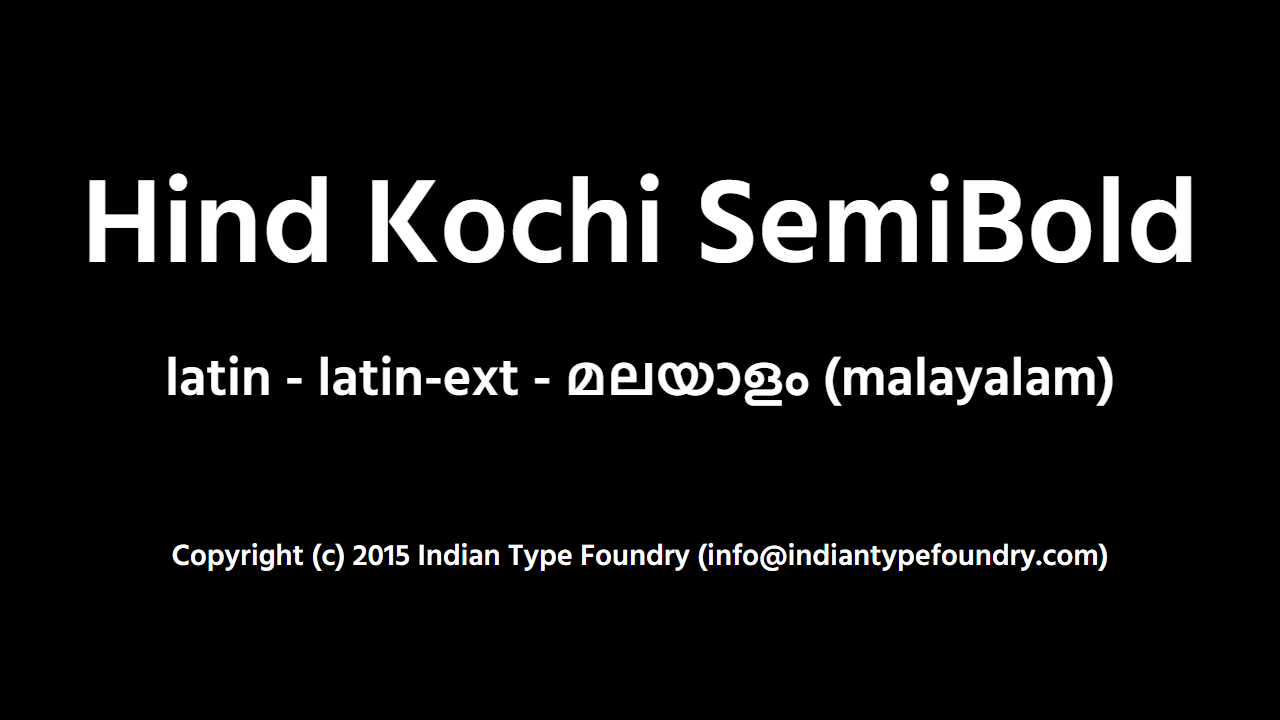 Hind Kochi SemiBold
latin - latin-ext - മലയാളം (malayalam)
Copyright (c) 2015 Indian Type Foundry (info@indiantypefoundry.com)